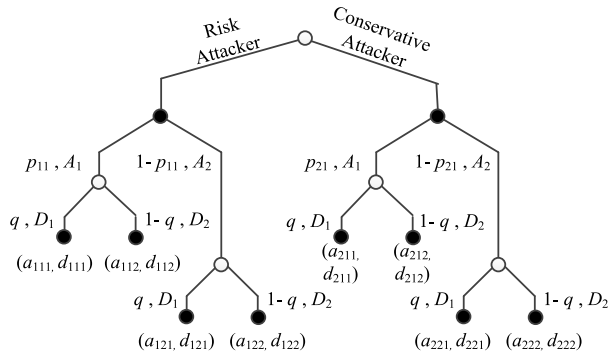 Risk
Attacker
Conservative
Attacker
p11 , A1
1- p11 , A2
p21 , A1
1- p21 , A2
q , D1
1- q , D2
q , D1
1- q , D2
(a111, d111)
(a112, d112)
(a211,
d211)
(a212,
d212)
q , D1
1- q , D2
q , D1
1- q , D2
(a121, d121)
(a122, d122)
(a221, d221)
(a222, d222)